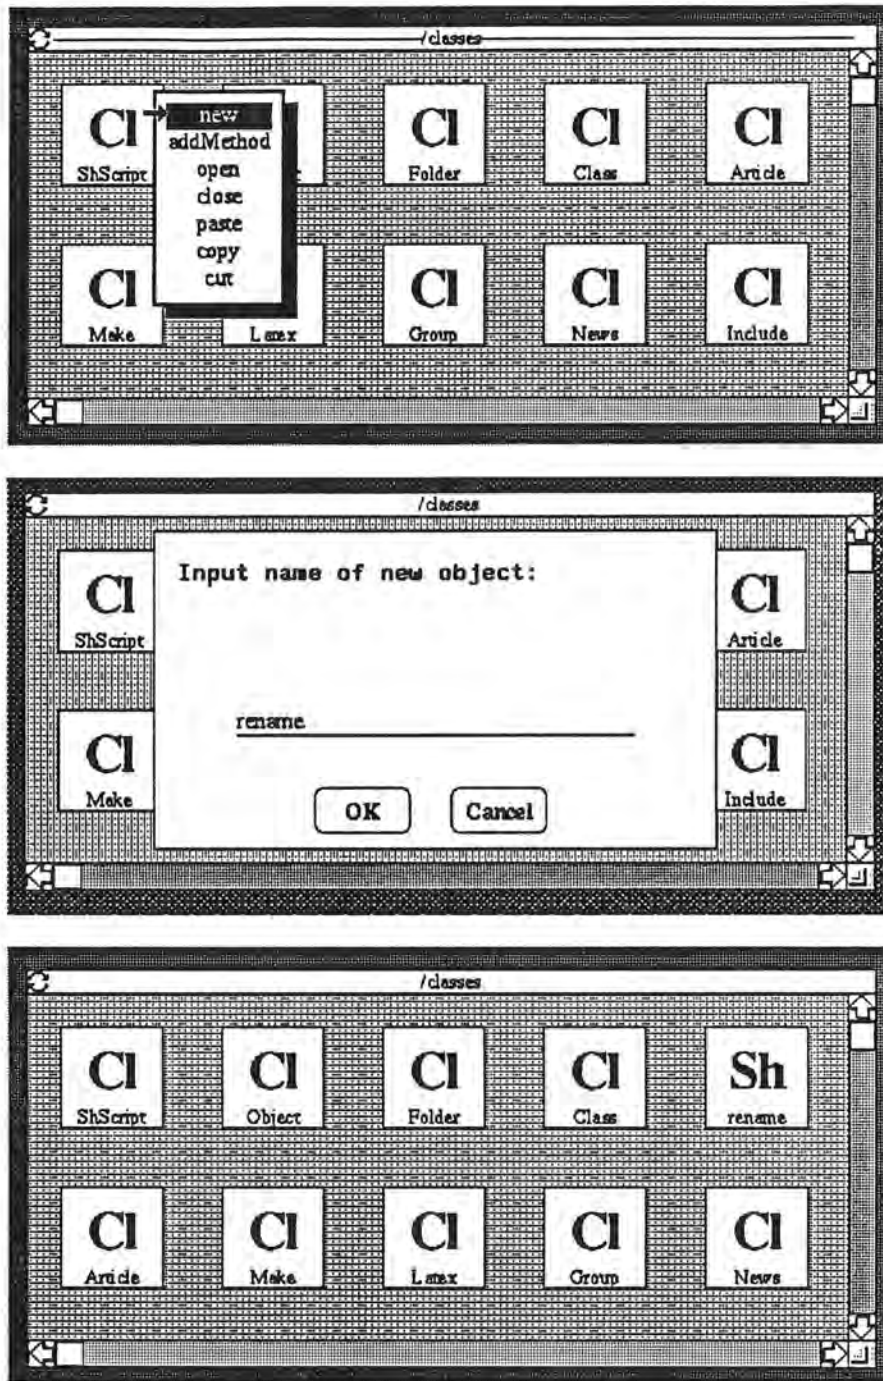 /classes
Cl Cl Cl Cl
new
addMethod
open
close
paste
copy
cut
ShScript Folder Class Article
Cl Cl Cl Cl Cl
Make Latex Group News Include
/classes
Input name of new object:
Cl Cl
ShScript Article
rename
Cl Cl
Make Include
OK Cancel
/classes
Cl Cl Cl Cl Sh
ShScript Object Folder Class rename
Cl Cl Cl Cl Cl
Article Make Latex Group News